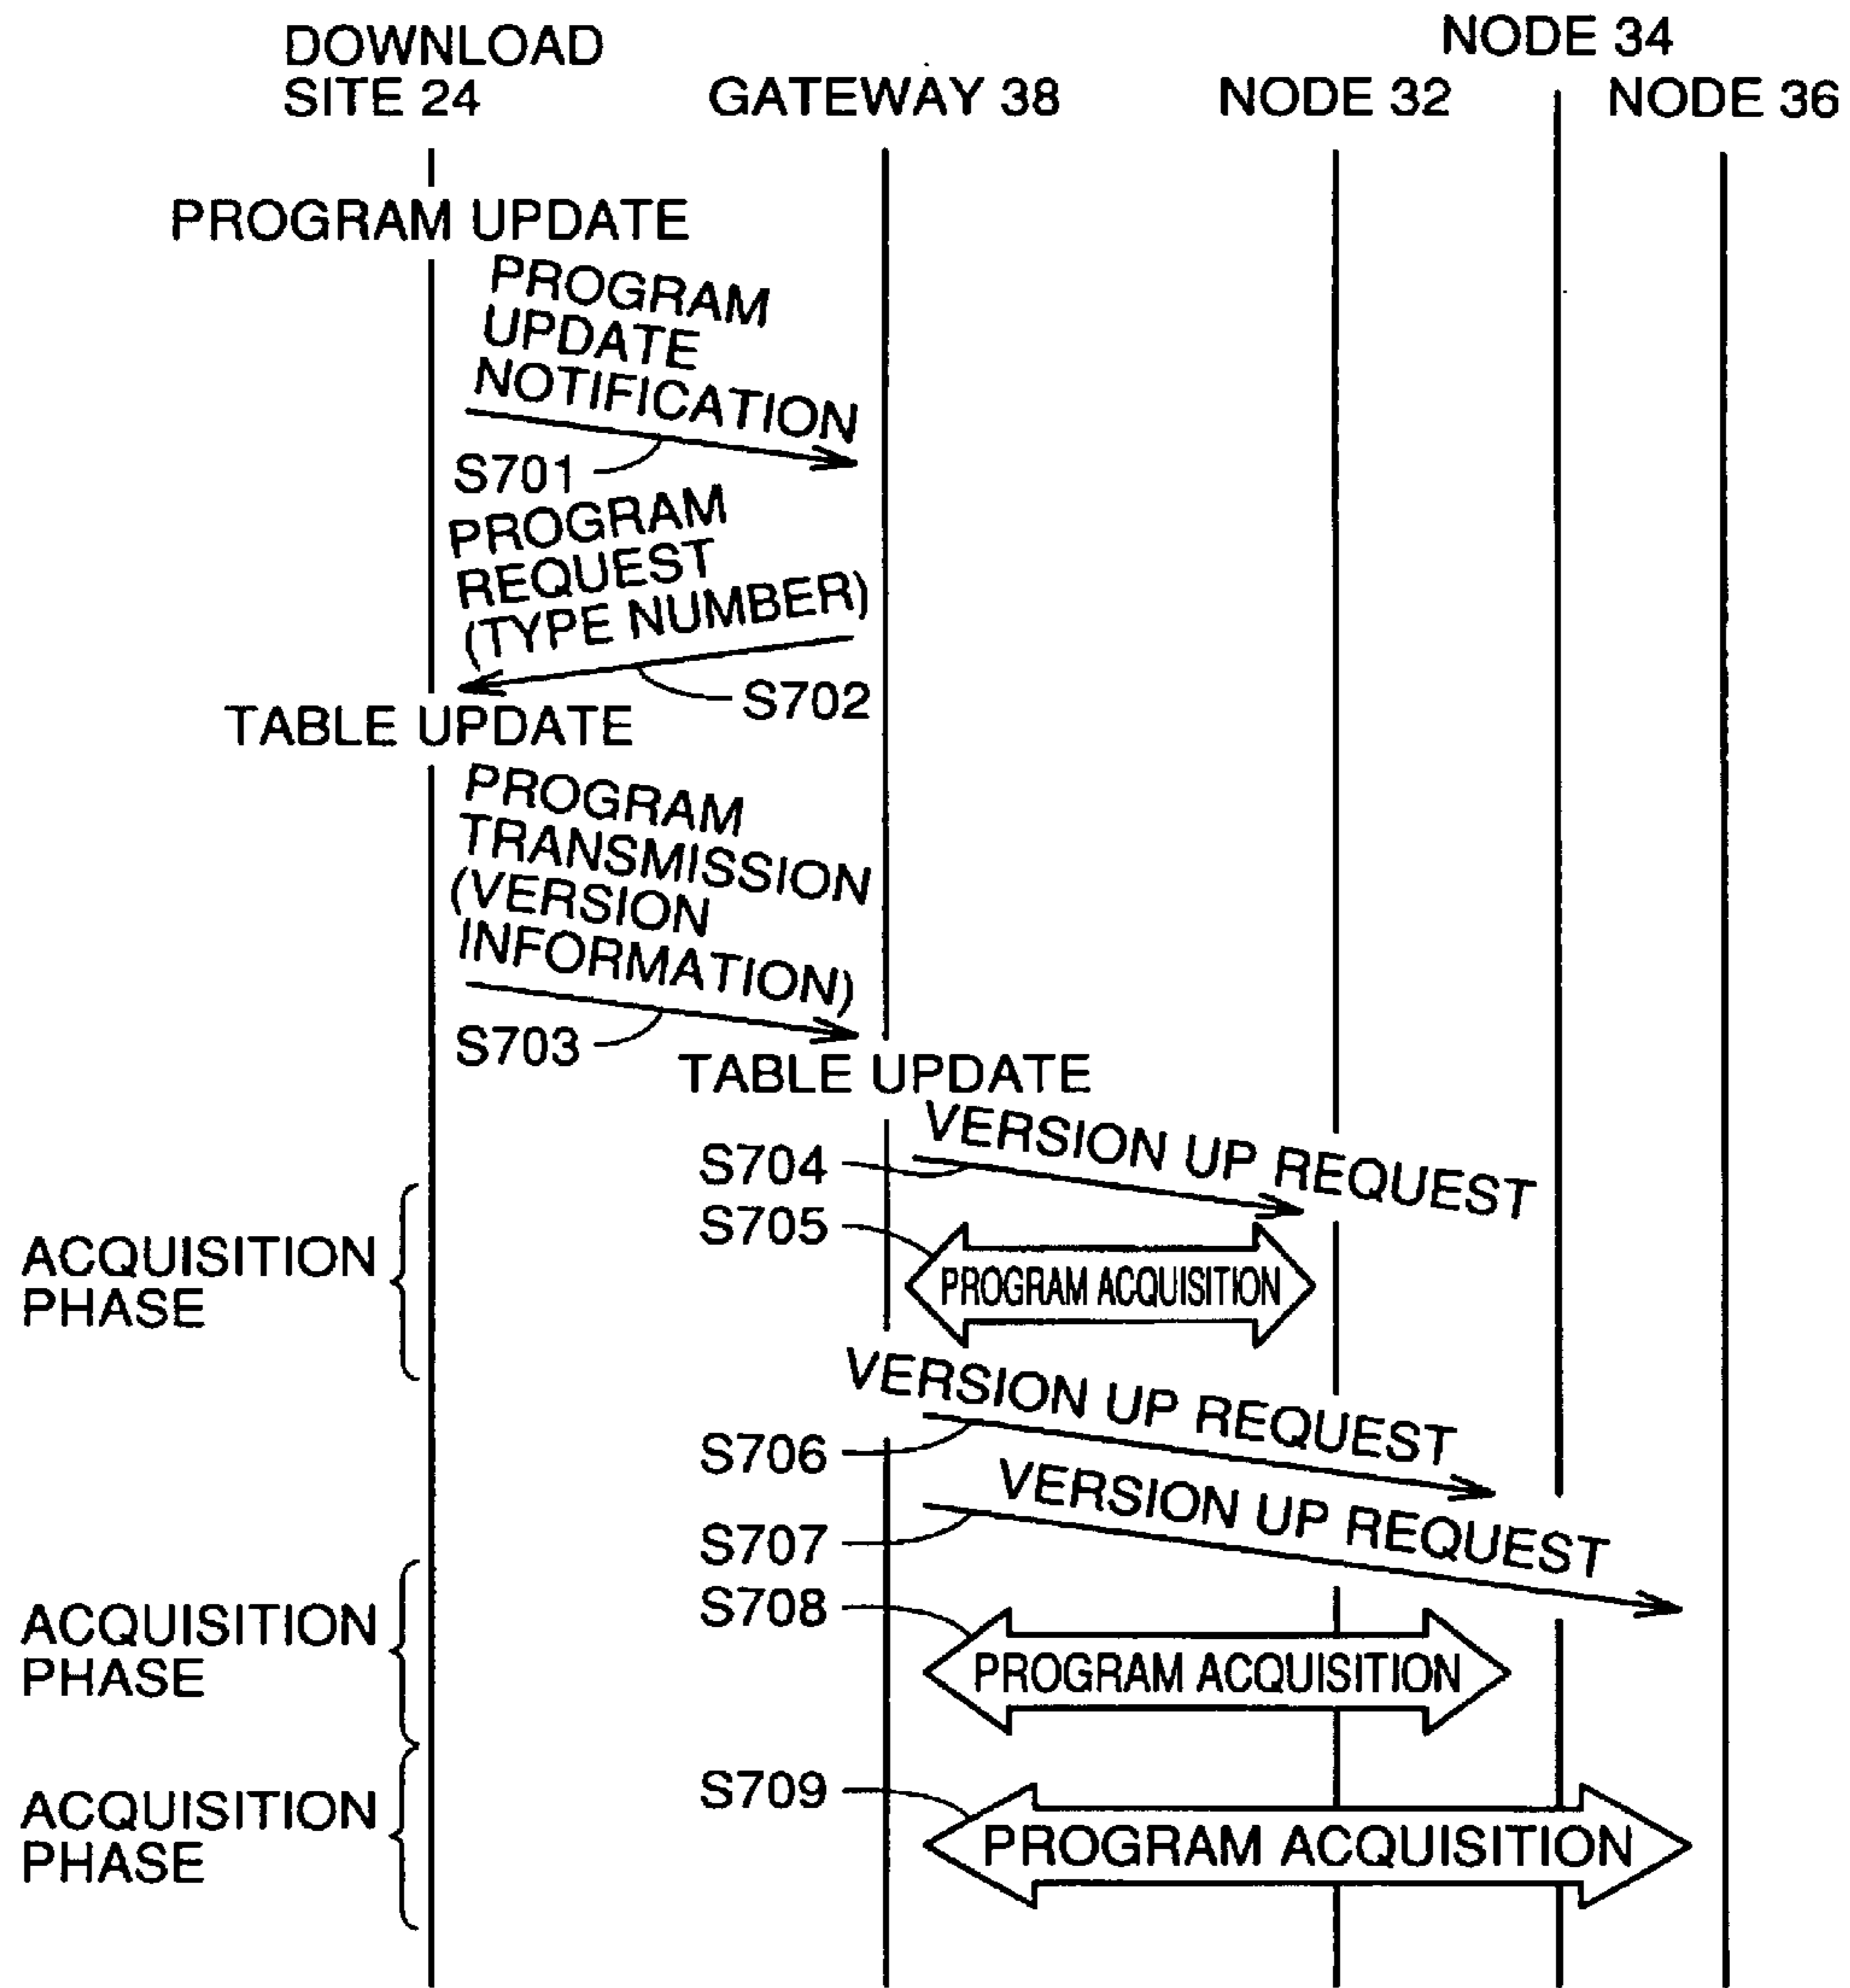 DOWNLOAD
SITE 24
GATEWAY 38
NODE 32
NODE 34
NODE 36
PROGRAM UPDATE
PROGRAM
UPDATE
NOTIFICATION
S701
PROGRAM
REQUEST
(TYPE NUMBER)
S702
TABLE UPDATE
PROGRAM
TRANSMISSION
(VERSION
INFORMATION)
S703
TABLE UPDATE
VERSION UP REQUEST
S704
S705
ACQUISITION
PHASE
PROGRAM ACQUISITION
VERSION UP REQUEST
S706
VERSION UP REQUEST
S707
S708
ACQUISITION
PHASE
PROGRAM ACQUISITION
S709
ACQUISITION
PHASE
PROGRAM ACQUISITION